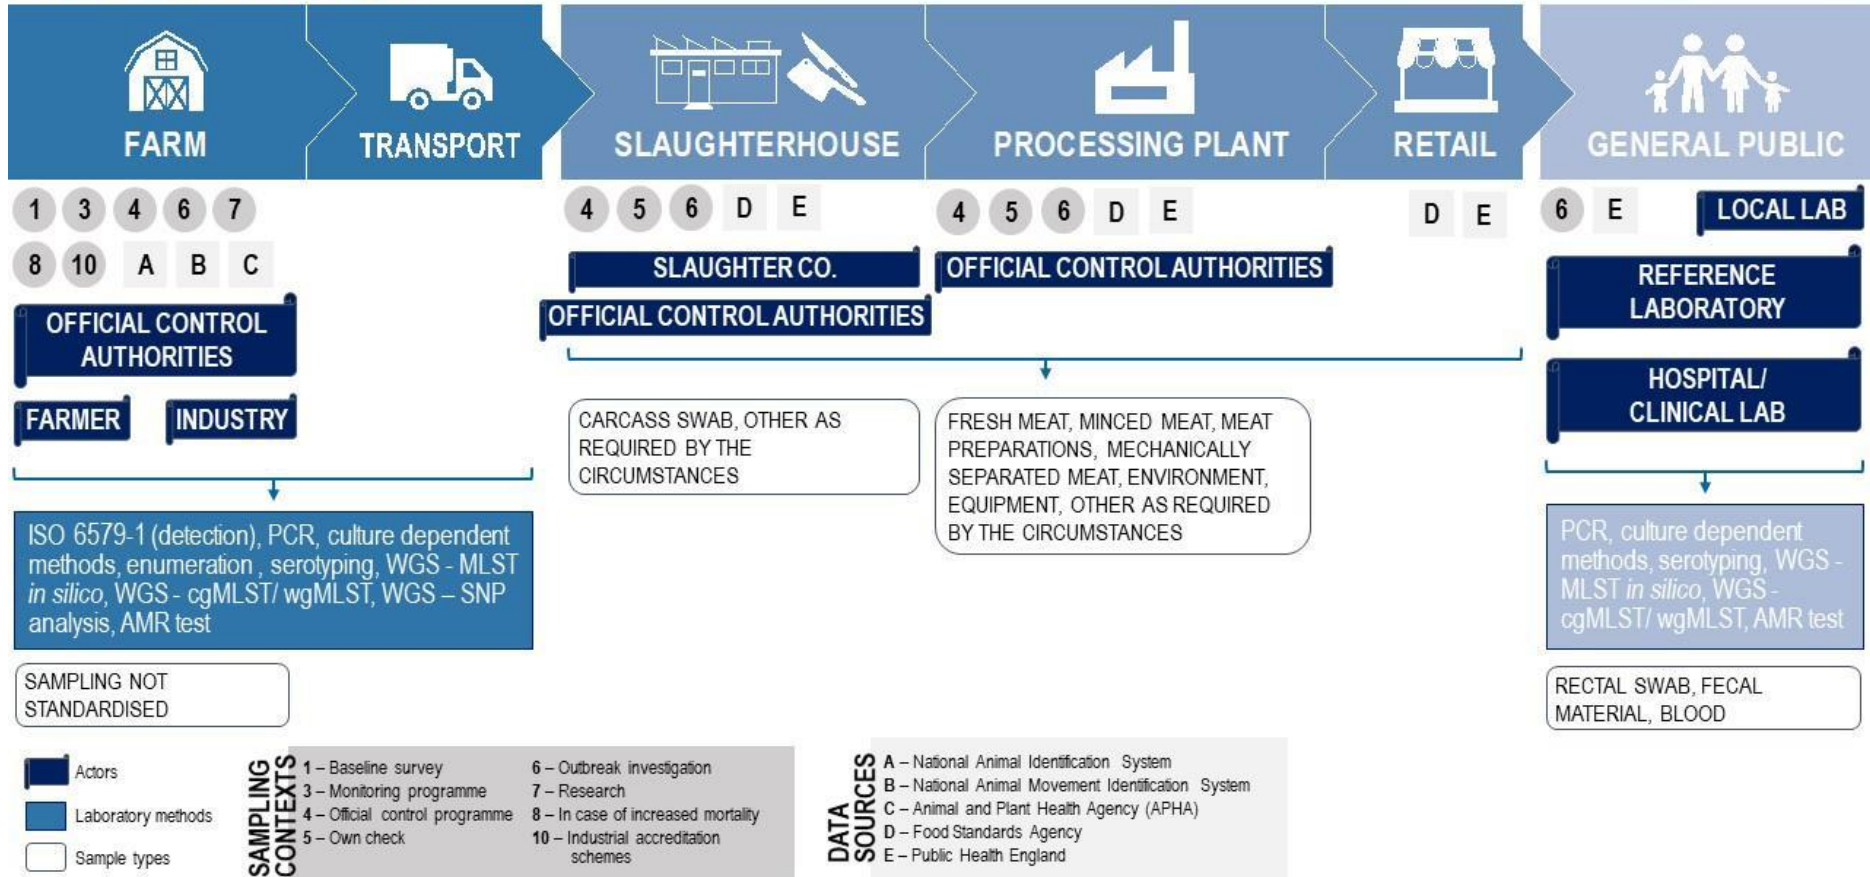 FARM
TRANSPORT
SLAUGHTERHOUSE
PROCESSING PLANT
RETAIL
GENERAL PUBLIC
1 3 4 6 7
8 10 A B C
OFFICIAL CONTROL
AUTHORITIES
FARMER
INDUSTRY
ISO 6579-1 (detection), PCR, culture dependent
methods, enumeration , serotyping, WGS - MLST
in silico, WGS - cgMLST/ wgMLST, WGS – SNP
analysis, AMR test
SAMPLING NOT
STANDARDISED
4 5 6 D E
SLAUGHTER CO.
OFFICIAL CONTROL AUTHORITIES
CARCASS SWAB, OTHER AS
REQUIRED BY THE
CIRCUMSTANCES
4 5 6 D E
OFFICIAL CONTROL AUTHORITIES
FRESH MEAT, MINCED MEAT, MEAT
PREPARATIONS, MECHANICALLY
SEPARATED MEAT, ENVIRONMENT,
EQUIPMENT, OTHER AS REQUIRED
BY THE CIRCUMSTANCES
D E
6 E
LOCAL LAB
REFERENCE
LABORATORY
HOSPITAL/
CLINICAL LAB
PCR, culture dependent
methods, serotyping, WGS -
MLST in silico, WGS -
cgMLST/ wgMLST, AMR test
RECTAL SWAB, FECAL
MATERIAL, BLOOD
Actors
Laboratory methods
Sample types
SAMPLING
CONTEXTS
1 – Baseline survey
3 – Monitoring programme
4 – Official control programme
5 – Own check
6 – Outbreak investigation
7 – Research
8 – In case of increased mortality
10 – Industrial accreditation
schemes
DATA
SOURCES
A – National Animal Identification System
B – National Animal Movement Identification System
C – Animal and Plant Health Agency (APHA)
D – Food Standards Agency
E – Public Health England